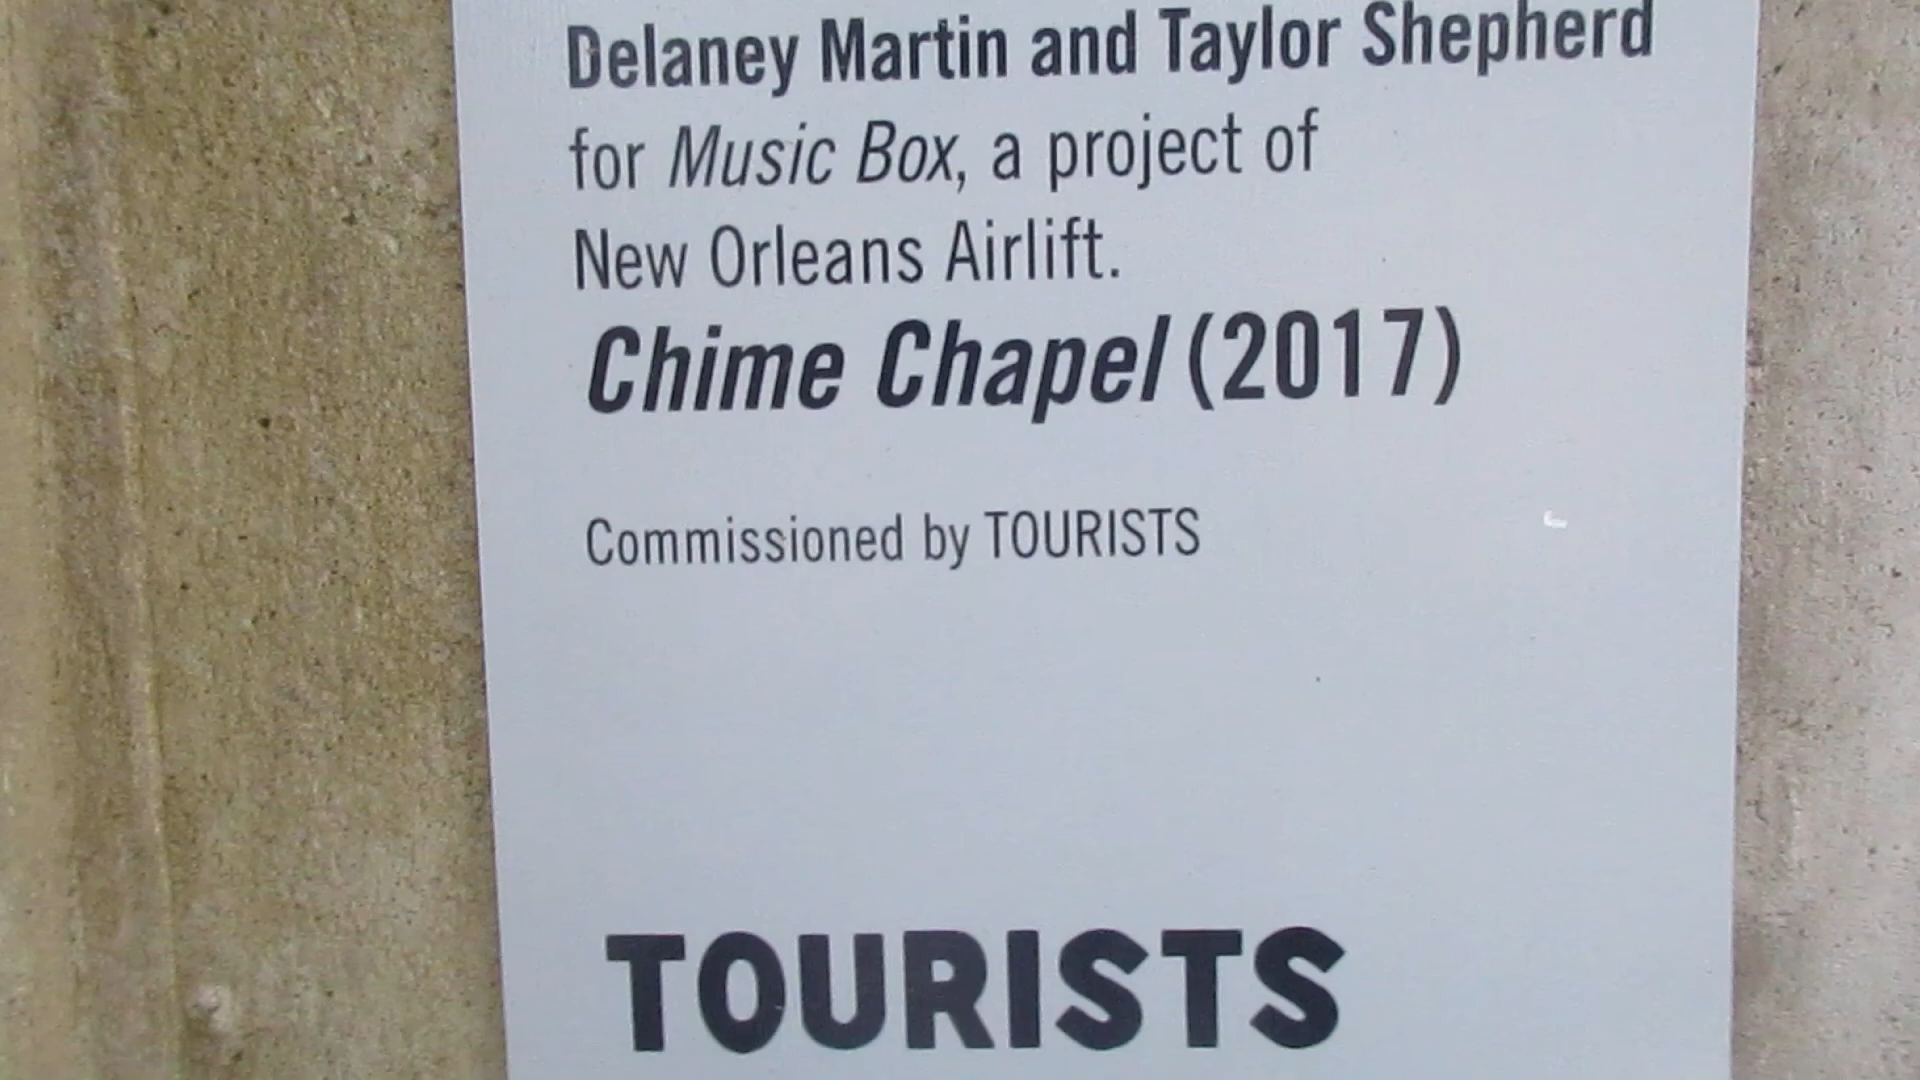 Delaney Martin and Taylor Shepherd
for Music Box, a project of
New Orleans Airlift.
Chime Chapel (2017)
Commissioned by TOURISTS
TOURISTS